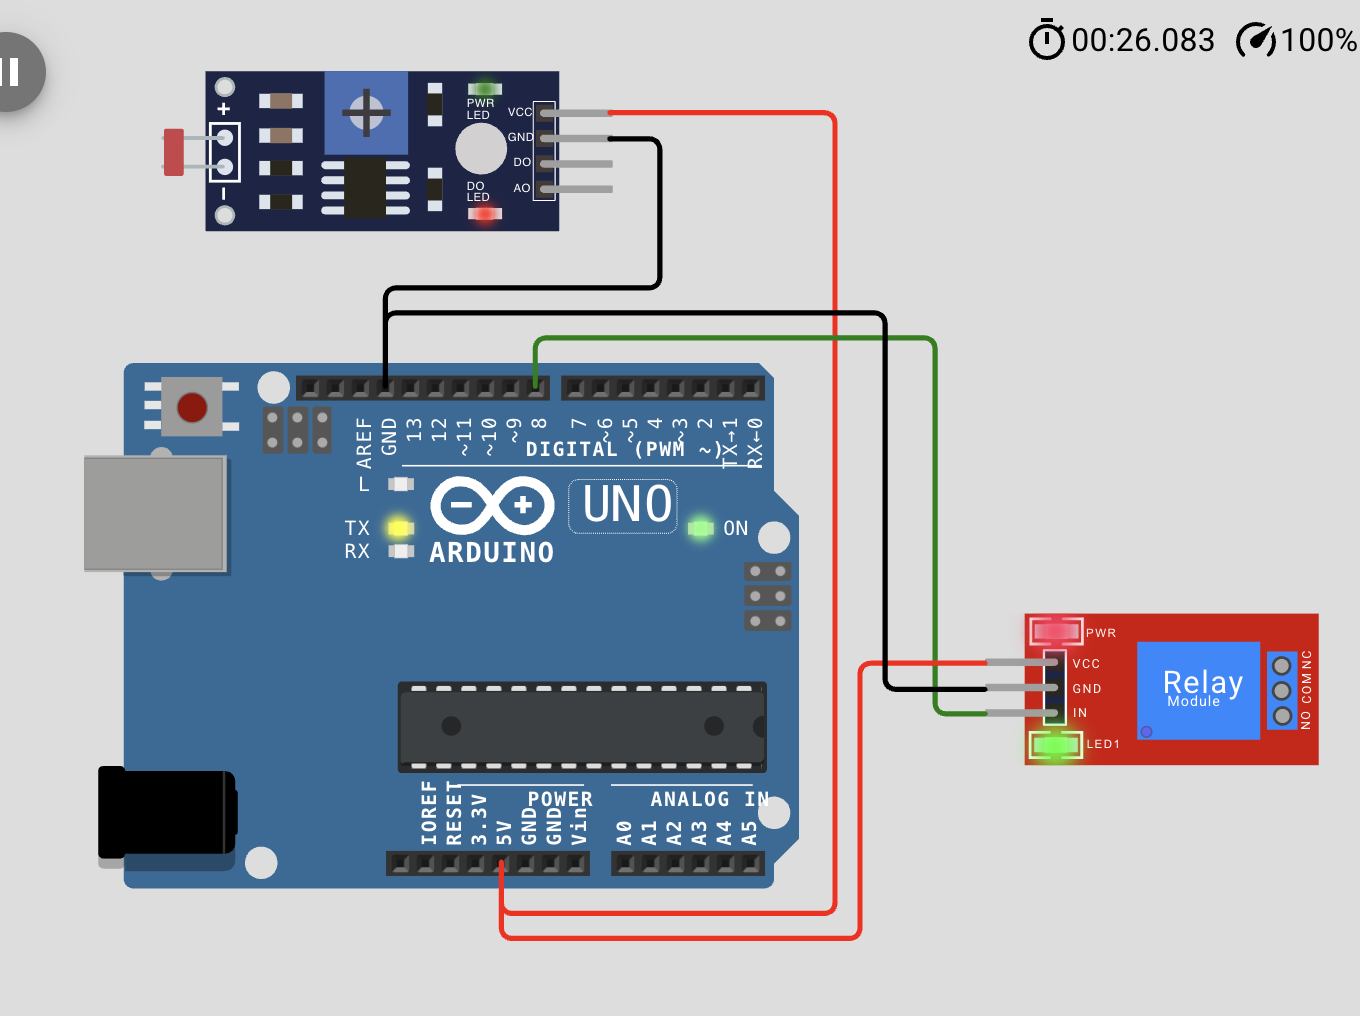 00:26.083 100%
+
PWR
LED
VCC
GND
DO
AO
DO
LED
AREF
GND
13
12
~11
~10
~9
8
7
~6
~5
4
~3
2
TX→1
RX←0
DIGITAL (PWM ~)
L
TX
RX
UNO
ON
ARDUINO
PWR
VCC
GND
IN
LED1
Relay
Module
NC
COM
NO
IOREF
RESET
3.3V
5V
GND
GND
Vin
POWER
ANALOG IN
A0
A1
A2
A3
A4
A5